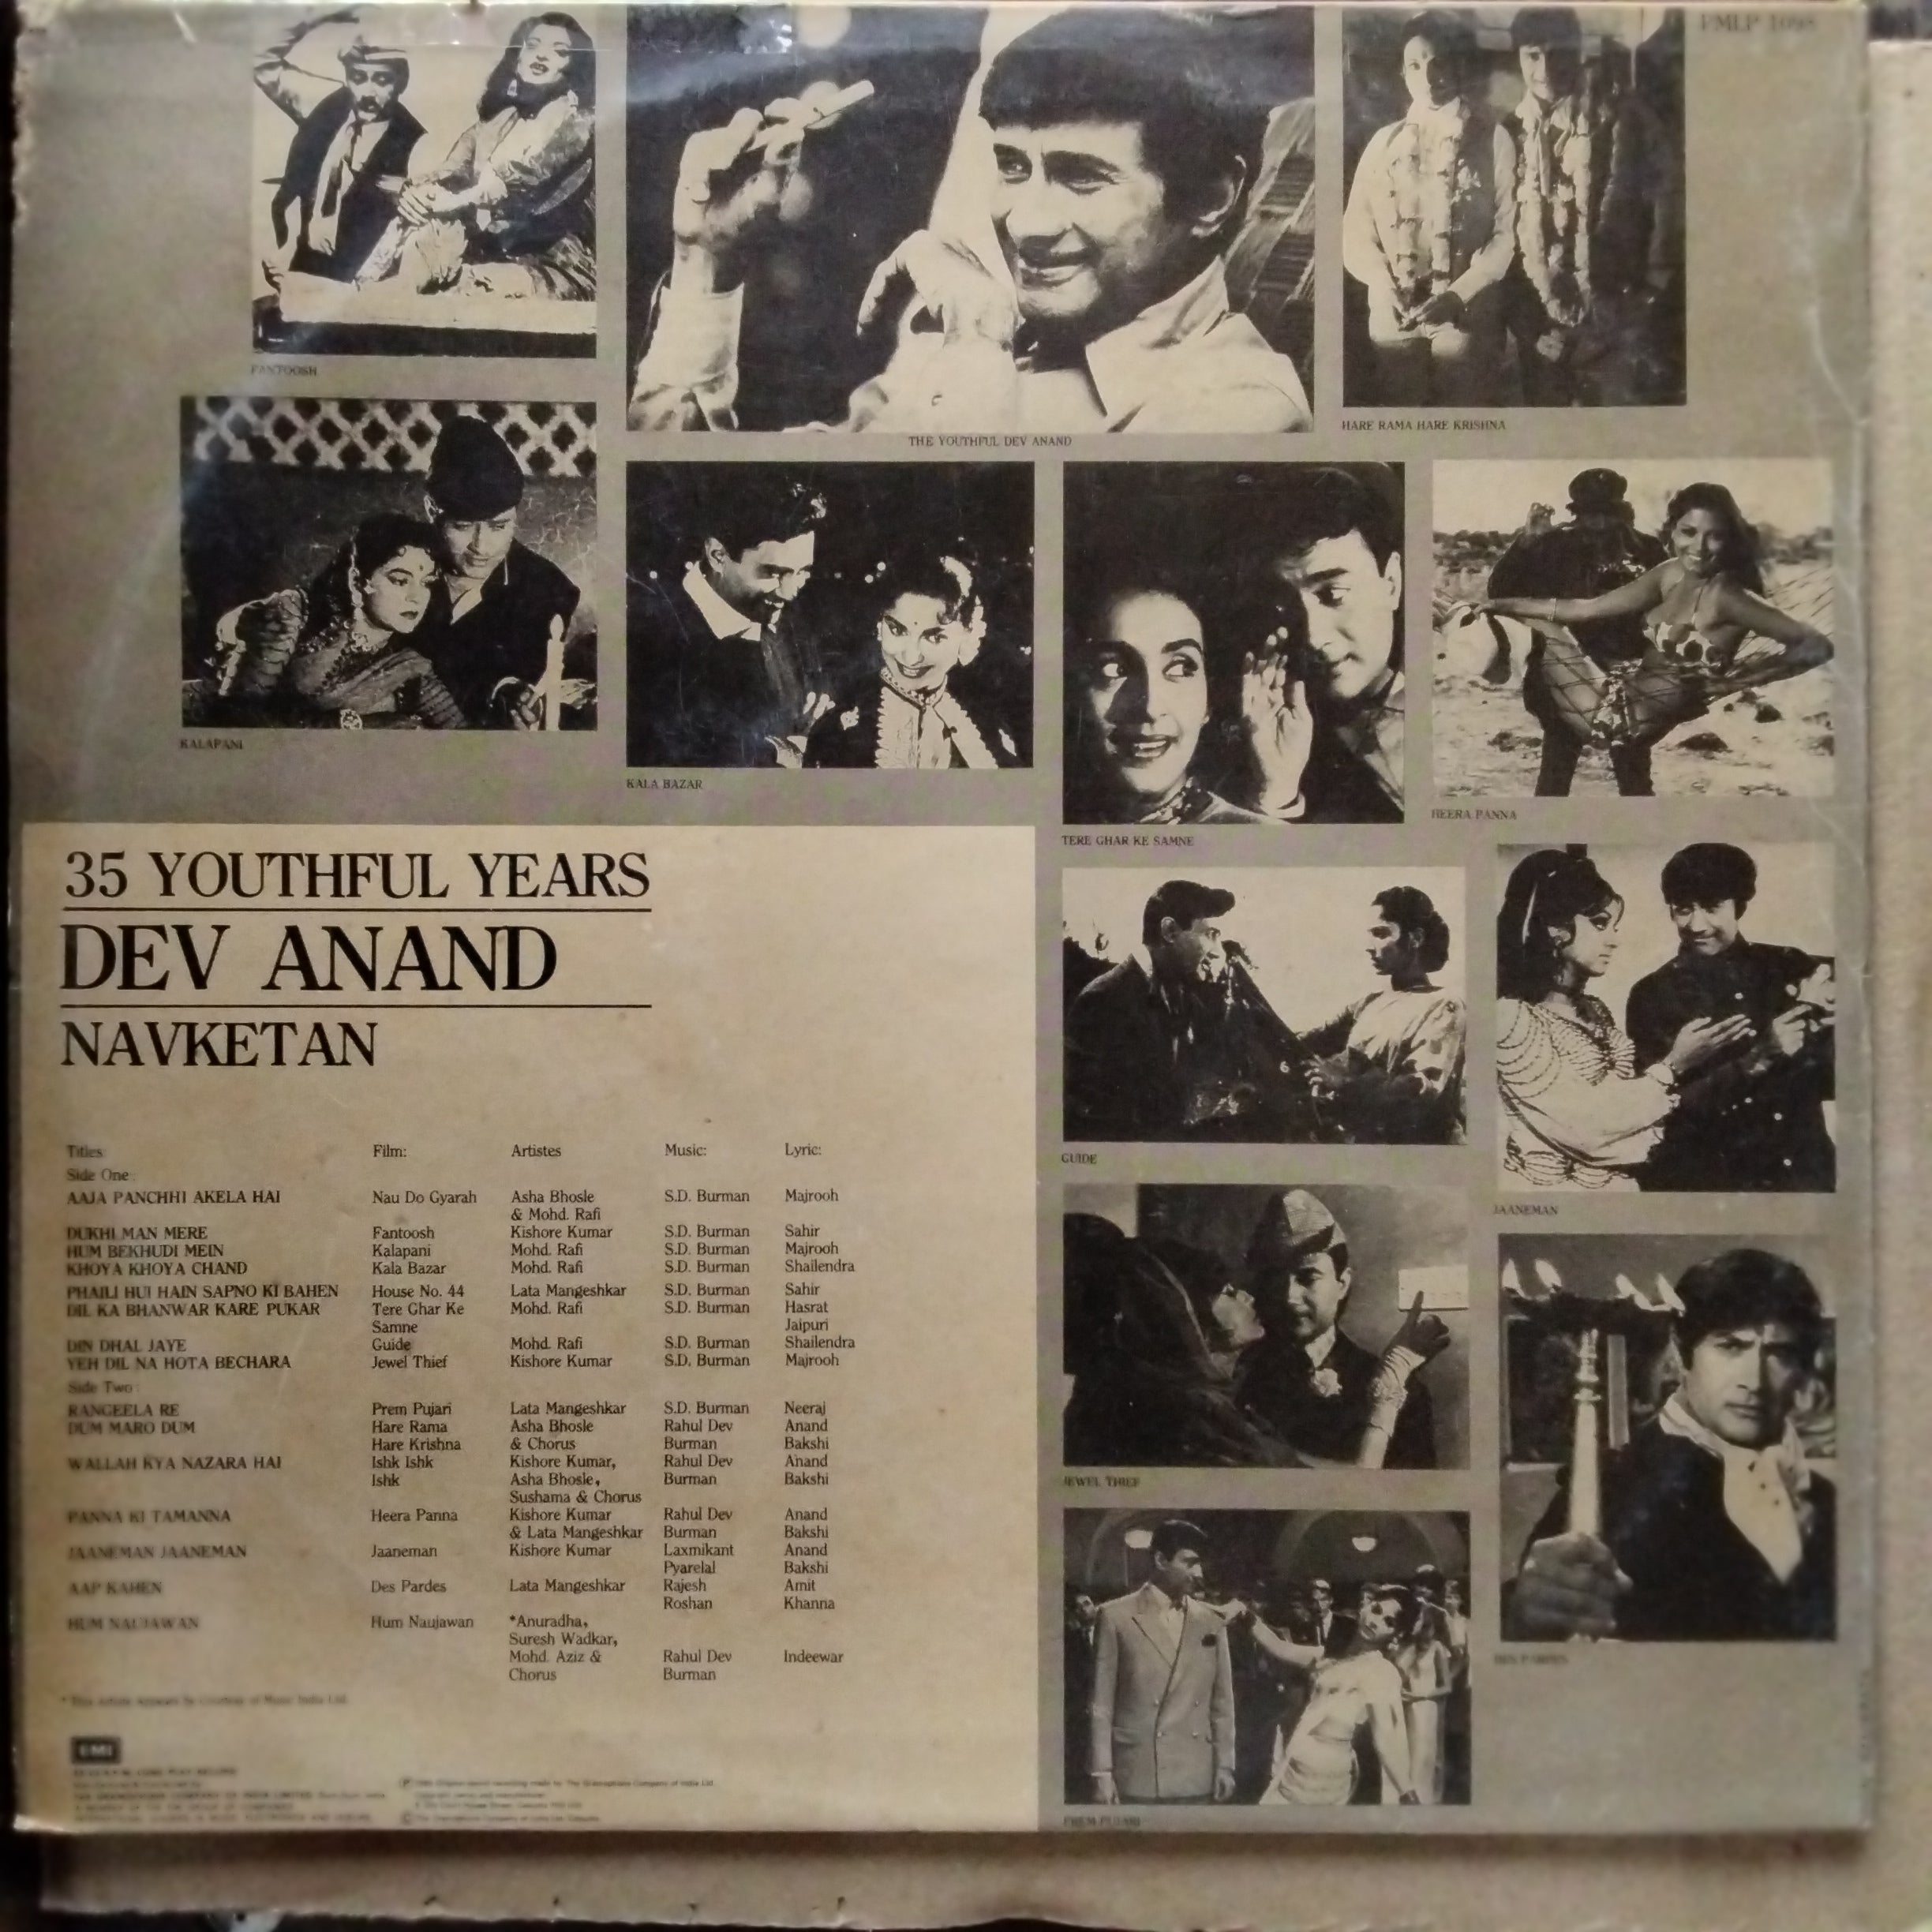 FANTOOSH
THE YOUTHFUL DEV ANAND
HARE RAMA HARE KRISHNA
KALAPANI
KALA BAZAR
TERE GHAR KE SAMNE
HEERA PANNA
GUIDE
JAANEMAN
JEWEL THIEF
PREM PUJARI
35 YOUTHFUL YEARS
DEV ANAND
NAVKETAN
Titles: Film: Artistes Music: Lyric:
Side One:
AAJA PANCHHI AKELA HAI Nau Do Gyarah Asha Bhosle S.D. Burman Majrooh
& Mohd. Rafi
DUKHI MAN MERE Fantoosh Kishore Kumar S.D. Burman Sahir
HUM BEKHUDI MEIN Kalapani Mohd. Rafi S.D. Burman Majrooh
KHOYA KHOYA CHAND Kala Bazar Mohd. Rafi S.D. Burman Shailendra
PHAILI HUI HAIN SAPNO KI BAHEN House No. 44 Lata Mangeshkar S.D. Burman Sahir
DIL KA BHANWAR KARE PUKAR Tere Ghar Ke Mohd. Rafi S.D. Burman Hasrat
Samne Jaipuri
DIN DHAL JAYE Guide Mohd. Rafi S.D. Burman Shailendra
YEH DIL NA HOTA BECHARA Jewel Thief Kishore Kumar S.D. Burman Majrooh
Side Two:
RANGEELA RE Prem Pujari Lata Mangeshkar S.D. Burman Neeraj
DUM MARO DUM Hare Rama Asha Bhosle Rahul Dev Anand
Hare Krishna & Chorus Burman Bakshi
WALLAH KYA NAZARA HAI Ishk Ishk Kishore Kumar, Rahul Dev Anand
Ishk Asha Bhosle, Burman Bakshi
Sushama & Chorus
PANNA KI TAMANNA Heera Panna Kishore Kumar Rahul Dev Anand
& Lata Mangeshkar Burman Bakshi
JAANEMAN JAANEMAN Jaaneman Kishore Kumar Laxmikant Anand
Pyarelal Bakshi
AAP KAHEN Des Pardes Lata Mangeshkar Rajesh Amit
Roshan Khanna
HUM NAUJAWAN Hum Naujawan *Anuradha,
Suresh Wadkar,
Mohd. Aziz & Rahul Dev Indeewar
Chorus Burman
* This Artiste Appears by Courtesy of Music India Ltd.
EMI